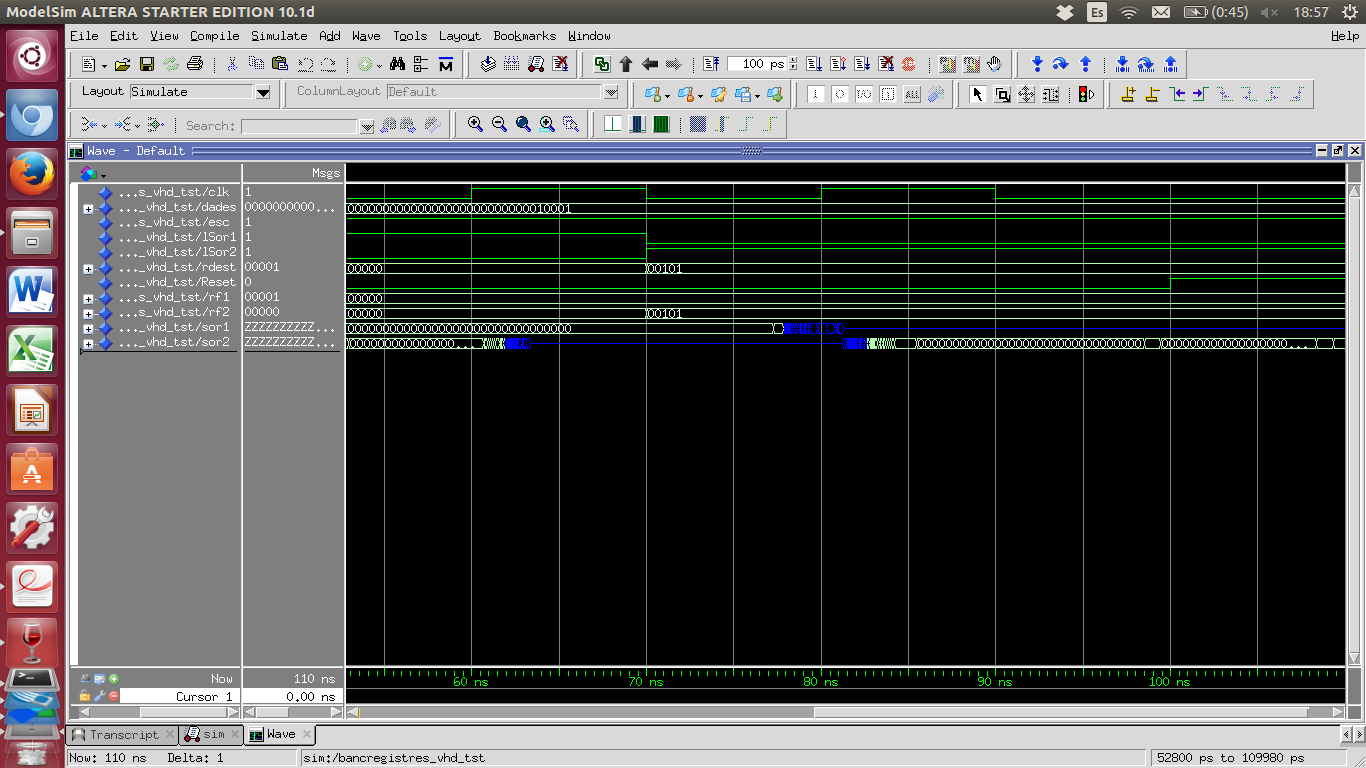 ModelSim ALTERA STARTER EDITION 10.1d Es (0:45) 18:57
File Edit View Compile Simulate Add Wave Tools Layout Bookmarks Window Help
100 ps
Layout Simulate ColumnLayout Default ALL
Search:
Wave - Default
Msgs
...s_vhd_tst/clk 1
..._vhd_tst/dades 0000000000... 00000000000000000000000000010001
...s_vhd_tst/esc 1
..._vhd_tst/lSor1 1
..._vhd_tst/lSor2 1
..._vhd_tst/rdest 00001 00000 00101
..._vhd_tst/Reset 0
...s_vhd_tst/rf1 00001 00000
...s_vhd_tst/rf2 00000 00000 00101
..._vhd_tst/sor1 ZZZZZZZZZZ... 00000000000000000000000000000000
..._vhd_tst/sor2 ZZZZZZZZZZ...
Now 110 ns 60 ns 70 ns 80 ns 90 ns 100 ns
Cursor 1 0.00 ns
Transcript sim Wave
Now: 110 ns Delta: 1 sim:/bancregistres_vhd_tst 52800 ps to 109980 ps